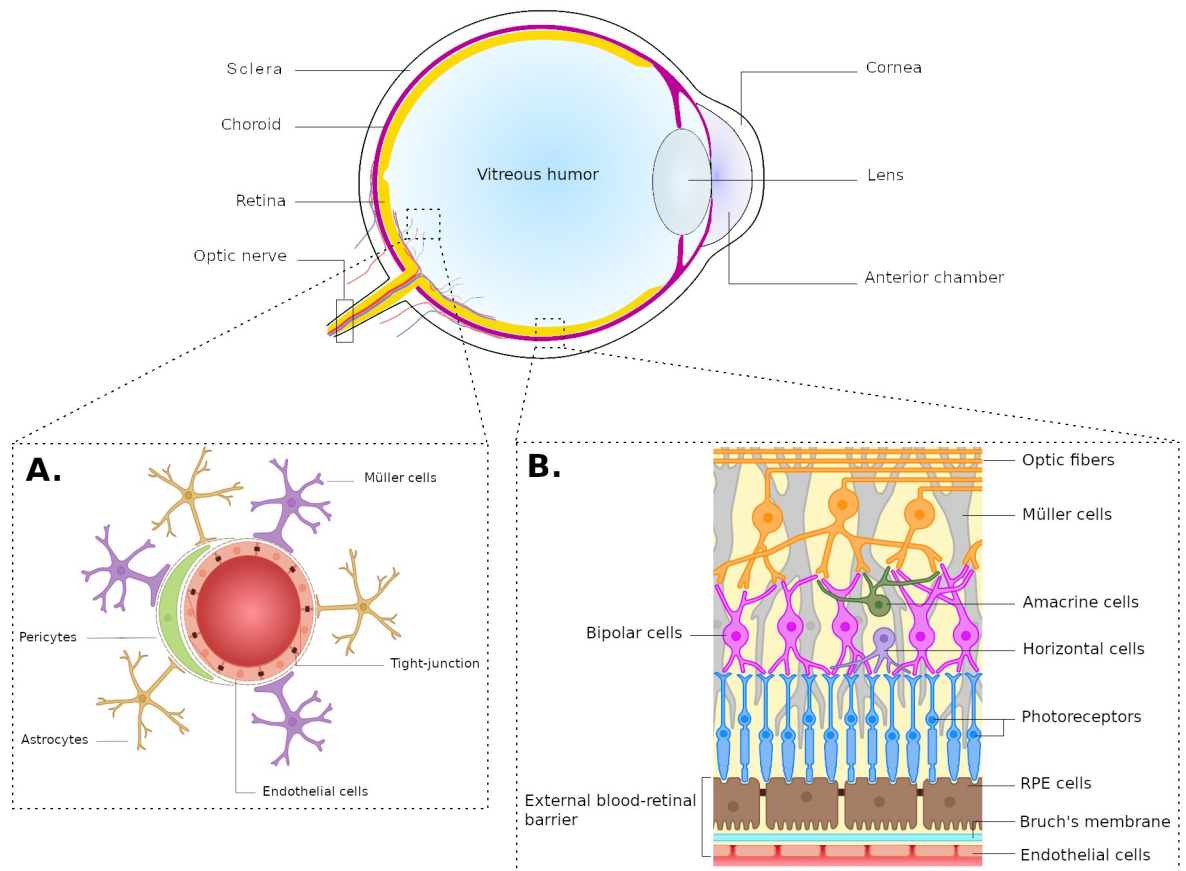 Sclera
Choroid
Retina
Optic nerve
Vitreous humor
Cornea
Lens
Anterior chamber
A.
Müller cells
Pericytes
Tight-junction
Astrocytes
Endothelial cells
B.
Optic fibers
Müller cells
Amacrine cells
Bipolar cells
Horizontal cells
Photoreceptors
RPE cells
External blood-retinal
barrier
Bruch's membrane
Endothelial cells